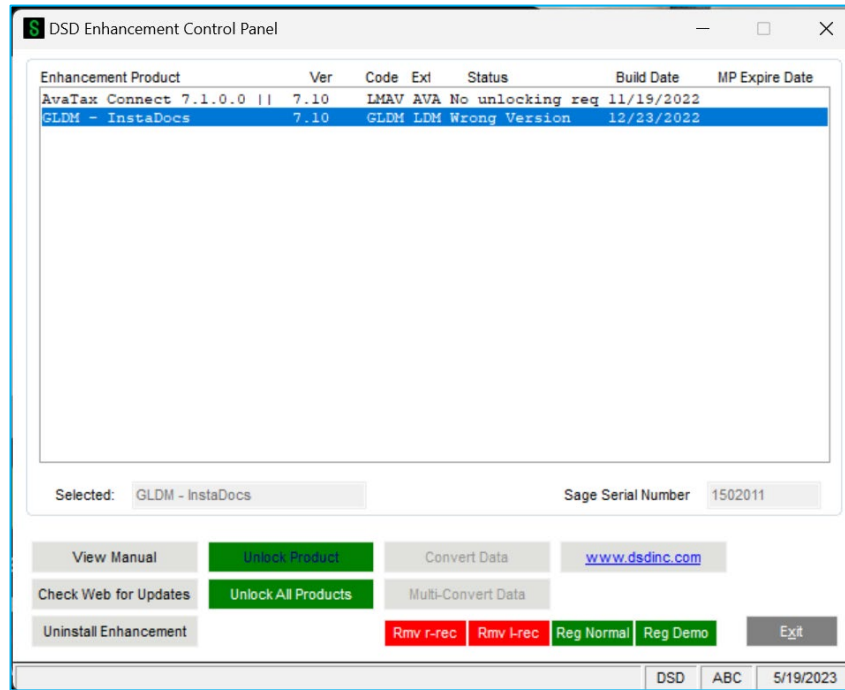 S DSD Enhancement Control Panel
Enhancement Product Ver Code Ext Status Build Date MP Expire Date
AvaTax Connect 7.1.0.0 || 7.10 LMAV AVA No unlocking req 11/19/2022
GLDM - InstaDocs 7.10 GLDM LDM Wrong Version 12/23/2022
Selected: GLDM - InstaDocs Sage Serial Number 1502011
View Manual Unlock Product Convert Data www.dsdinc.com
Check Web for Updates Unlock All Products Multi-Convert Data
Uninstall Enhancement Rmv r-rec Rmv l-rec Reg Normal Reg Demo Exit
DSD ABC 5/19/2023